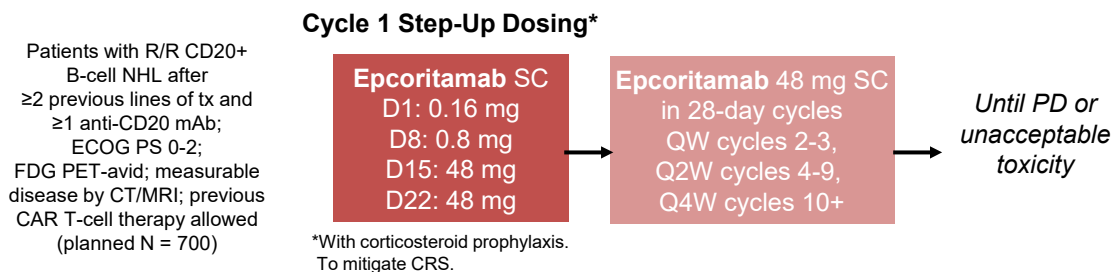 Patients with R/R CD20+
B-cell NHL after
≥2 previous lines of tx and
≥1 anti-CD20 mAb;
ECOG PS 0-2;
FDG PET-avid; measurable
disease by CT/MRI; previous
CAR T-cell therapy allowed
(planned N = 700)
Cycle 1 Step-Up Dosing*
Epcoritamab SC
D1: 0.16 mg
D8: 0.8 mg
D15: 48 mg
D22: 48 mg
*With corticosteroid prophylaxis.
To mitigate CRS.
Epcoritamab 48 mg SC
in 28-day cycles
QW cycles 2-3,
Q2W cycles 4-9,
Q4W cycles 10+
Until PD or
unacceptable
toxicity